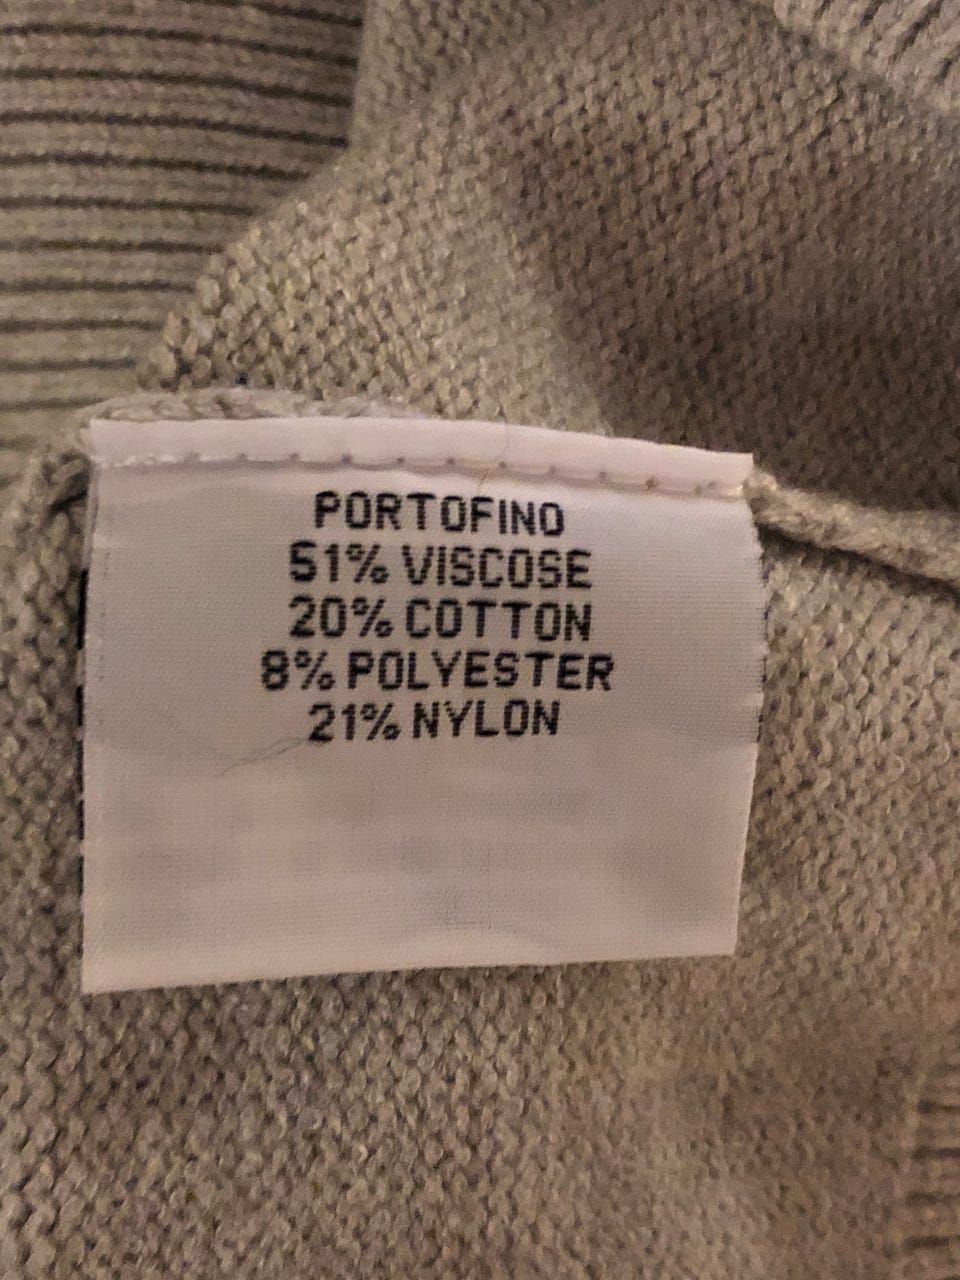 PORTOFINO
51% VISCOSE
20% COTTON
8% POLYESTER
21% NYLON